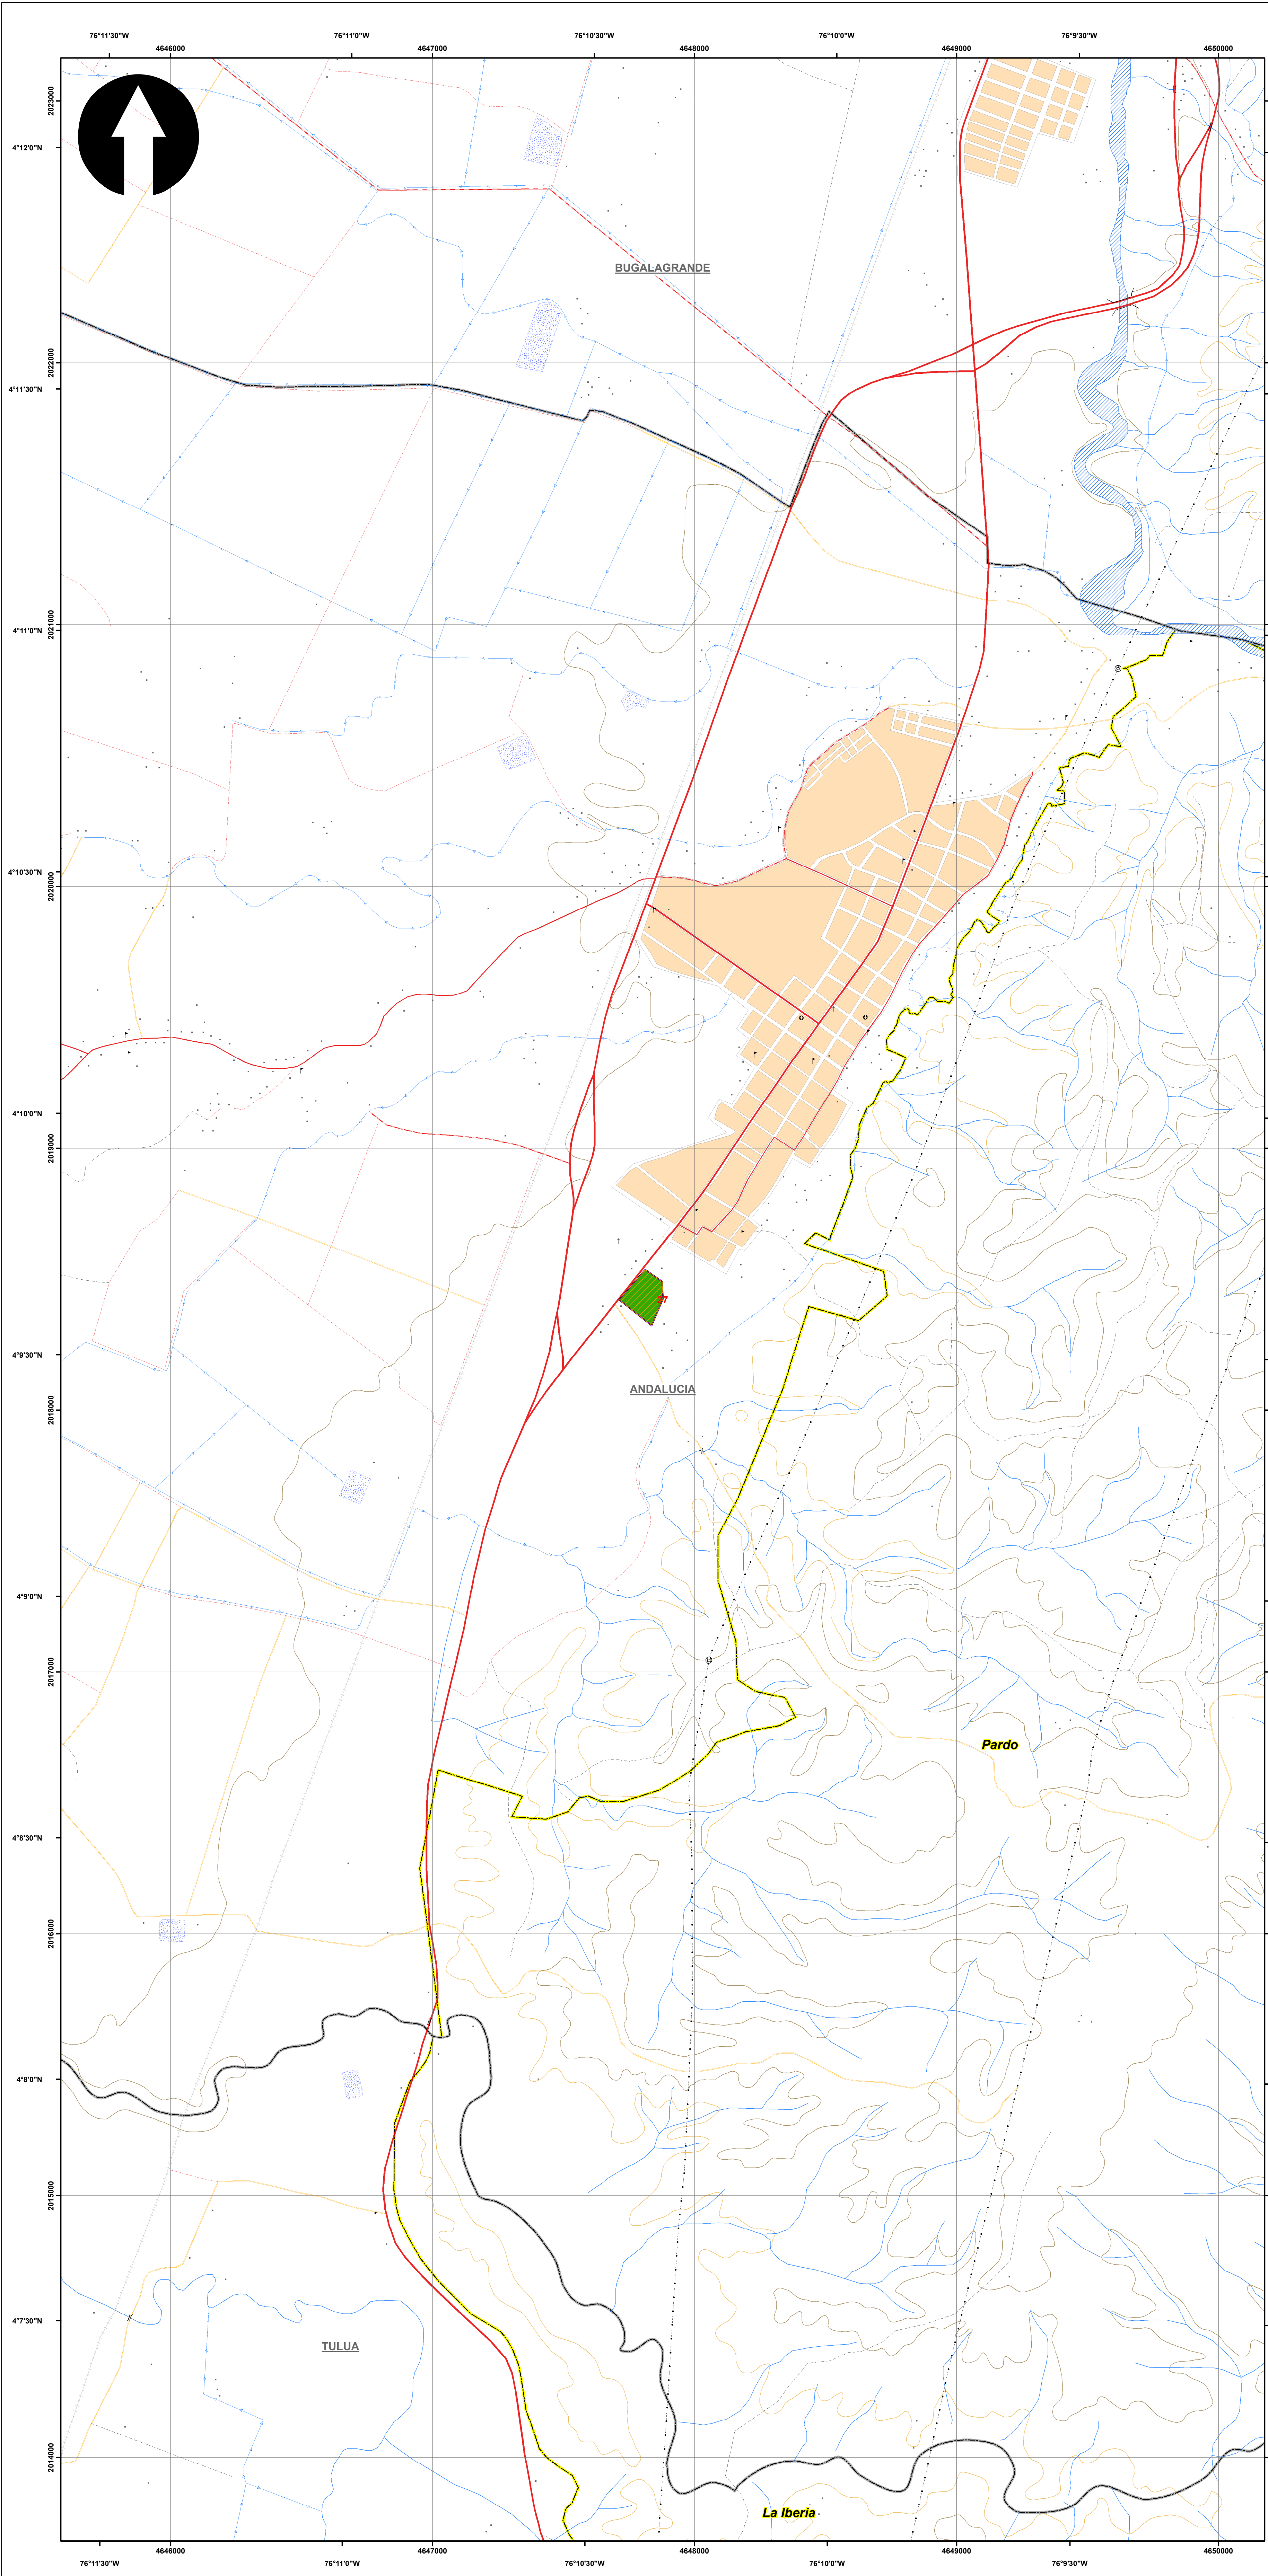 76°11'30"W 76°11'0"W 76°10'30"W 76°10'0"W 76°9'30"W
4646000 4647000 4648000 4649000 4650000
2023000
4°12'0"N
BUGALAGRANDE
2022000
4°11'30"N
2021000
4°11'0"N
4°10'30"N
2020000
4°10'0"N
2019000
27
4°9'30"N
ANDALUCIA
2018000
4°9'0"N
2017000
Pardo
4°8'30"N
2016000
4°8'0"N
2015000
4°7'30"N
TULUA
2014000
La Iberia
4646000 4647000 4648000 4649000 4650000
76°11'30"W 76°11'0"W 76°10'30"W 76°10'0"W 76°9'30"W